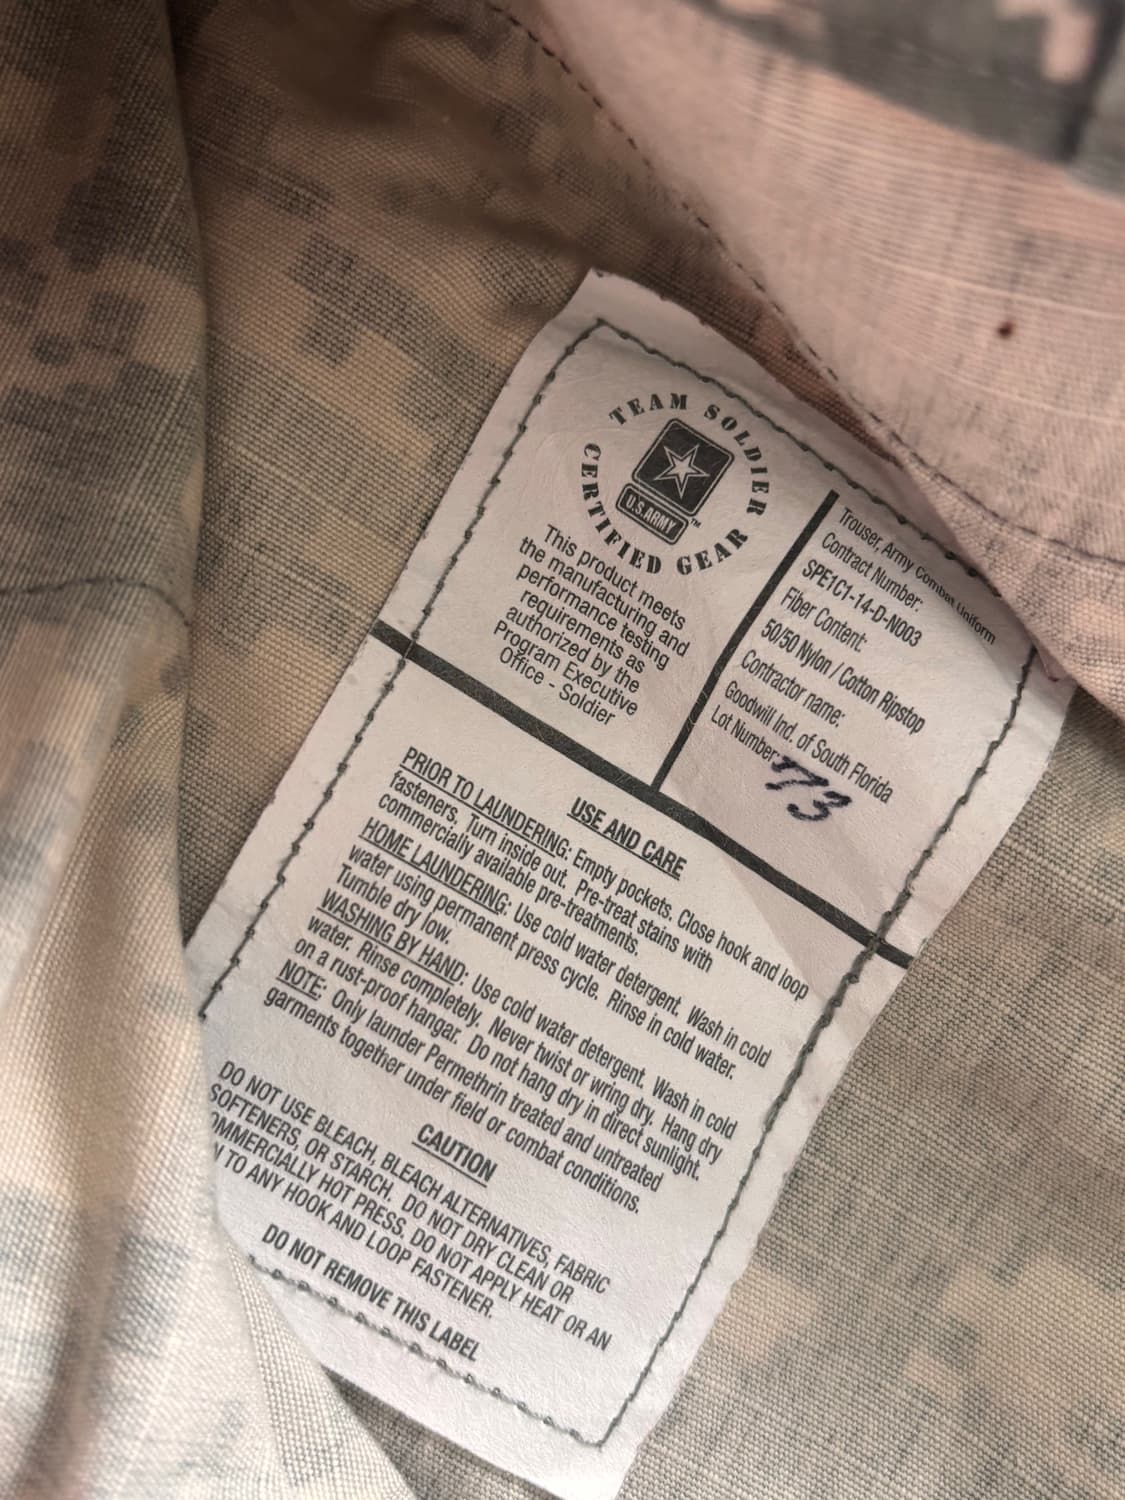 TEAM SOLDIER
CERTIFIED GEAR
U.S.ARMY
TM
This product meets
the manufacturing and
performance testing
requirements as
authorized by the
Program Executive
Office - Soldier
Trouser, Army Combat Uniform
Contract Number:
SPE1C1-14-D-N003
Fiber Content:
50/50 Nylon / Cotton Ripstop
Contractor name:
Goodwill Ind. of South Florida
Lot Number:
73
USE AND CARE
PRIOR TO LAUNDERING: Empty pockets. Close hook and loop
fasteners. Turn inside out. Pre-treat stains with
commercially available pre-treatments.
HOME LAUNDERING: Use cold water detergent. Wash in cold
water using permanent press cycle. Rinse in cold water.
Tumble dry low.
WASHING BY HAND: Use cold water detergent. Wash in cold
water. Rinse completely. Never twist or wring dry. Hang dry
on a rust-proof hangar. Do not hang dry in direct sunlight.
NOTE: Only launder Permethrin treated and untreated
garments together under field or combat conditions.
CAUTION
DO NOT USE BLEACH, BLEACH ALTERNATIVES, FABRIC
SOFTENERS, OR STARCH. DO NOT DRY CLEAN OR
OMMERCIALLY HOT PRESS. DO NOT APPLY HEAT OR AN
N TO ANY HOOK AND LOOP FASTENER.
DO NOT REMOVE THIS LABEL